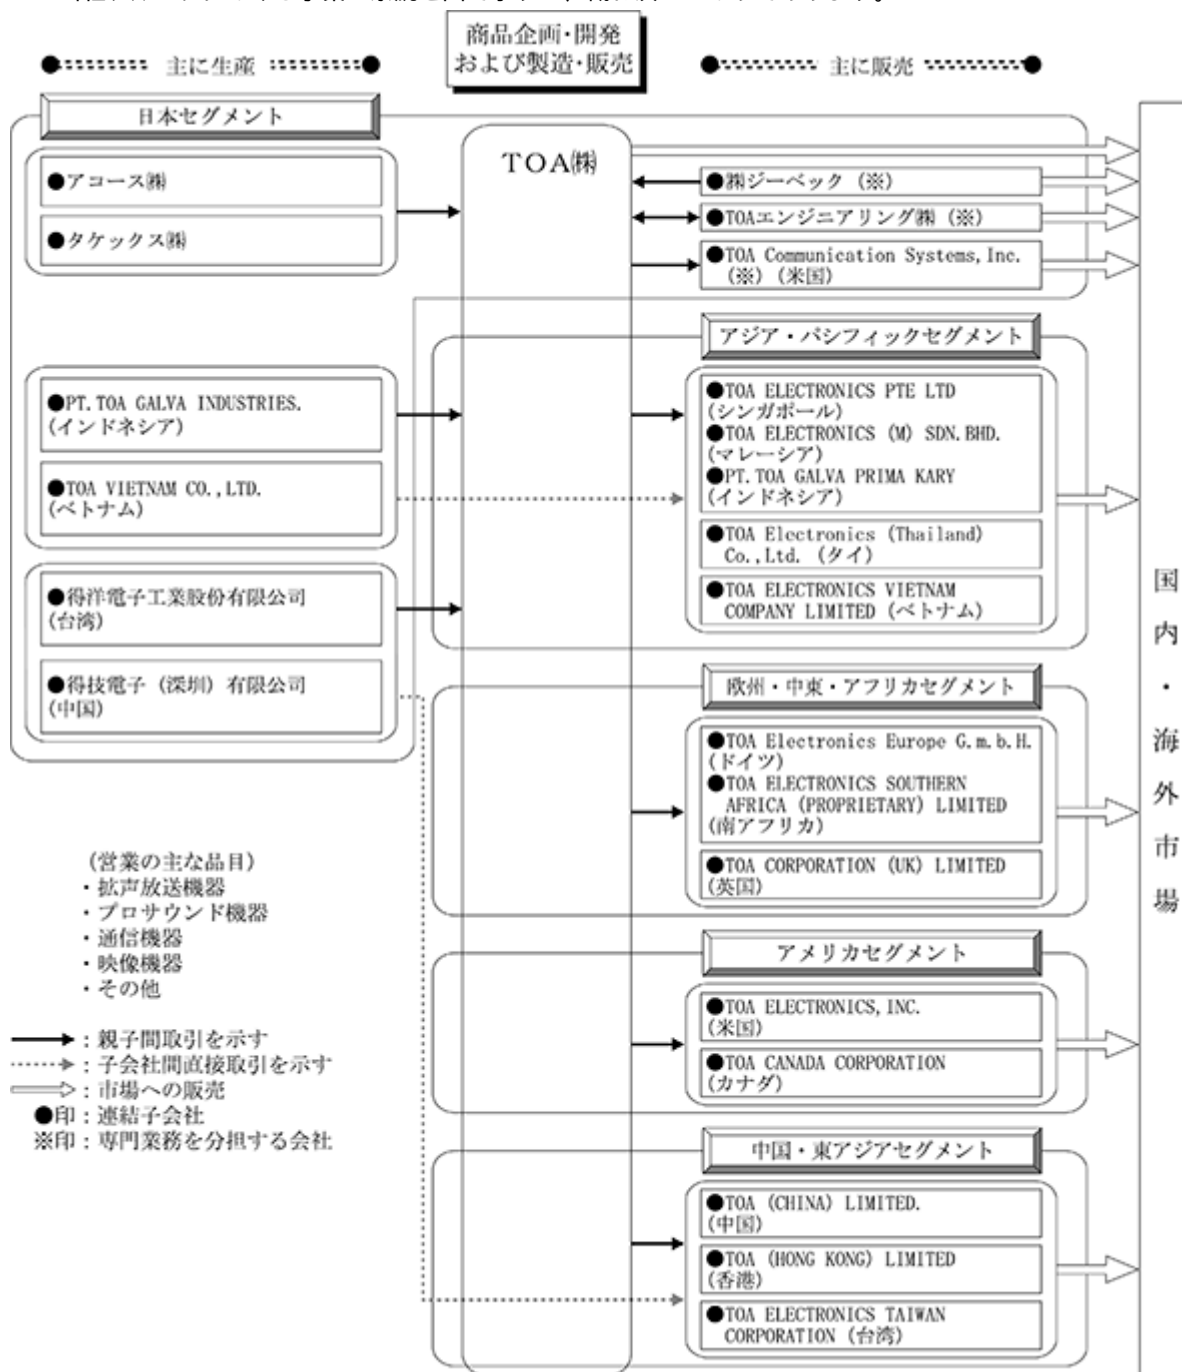 商品企画・開発
および製造・販売
主に生産
主に販売
日本セグメント
●アコース㈱
●タケックス㈱
TOA㈱
●㈱ジーベック (※)
●TOAエンジニアリング㈱ (※)
●TOA Communication Systems,Inc.
(※) (米国)
アジア・パシフィックセグメント
●PT.TOA GALVA INDUSTRIES.
(インドネシア)
●TOA VIETNAM CO.,LTD.
(ベトナム)
●TOA ELECTRONICS PTE LTD
(シンガポール)
●TOA ELECTRONICS (M) SDN.BHD.
(マレーシア)
●PT.TOA GALVA PRIMA KARY
(インドネシア)
●TOA Electronics (Thailand)
Co.,Ltd. (タイ)
●TOA ELECTRONICS VIETNAM
COMPANY LIMITED (ベトナム)
●得洋電子工業股份有限公司
(台湾)
●得技電子 (深圳) 有限公司
(中国)
欧州・中東・アフリカセグメント
●TOA Electronics Europe G.m.b.H.
(ドイツ)
●TOA ELECTRONICS SOUTHERN
AFRICA (PROPRIETARY) LIMITED
(南アフリカ)
●TOA CORPORATION (UK) LIMITED
(英国)
アメリカセグメント
●TOA ELECTRONICS,INC.
(米国)
●TOA CANADA CORPORATION
(カナダ)
中国・東アジアセグメント
●TOA (CHINA) LIMITED.
(中国)
●TOA (HONG KONG) LIMITED
(香港)
●TOA ELECTRONICS TAIWAN
CORPORATION (台湾)
国内・海外市場
(営業の主な品目)
・拡声放送機器
・プロサウンド機器
・通信機器
・映像機器
・その他
：親子間取引を示す
：子会社間直接取引を示す
：市場への販売
●印：連結子会社
※印：専門業務を分担する会社